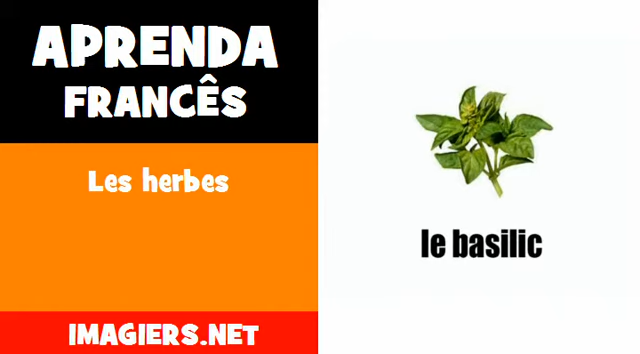 APRENDA
FRANCÊS
Les herbes
IMAGIERS.NET
le basilic